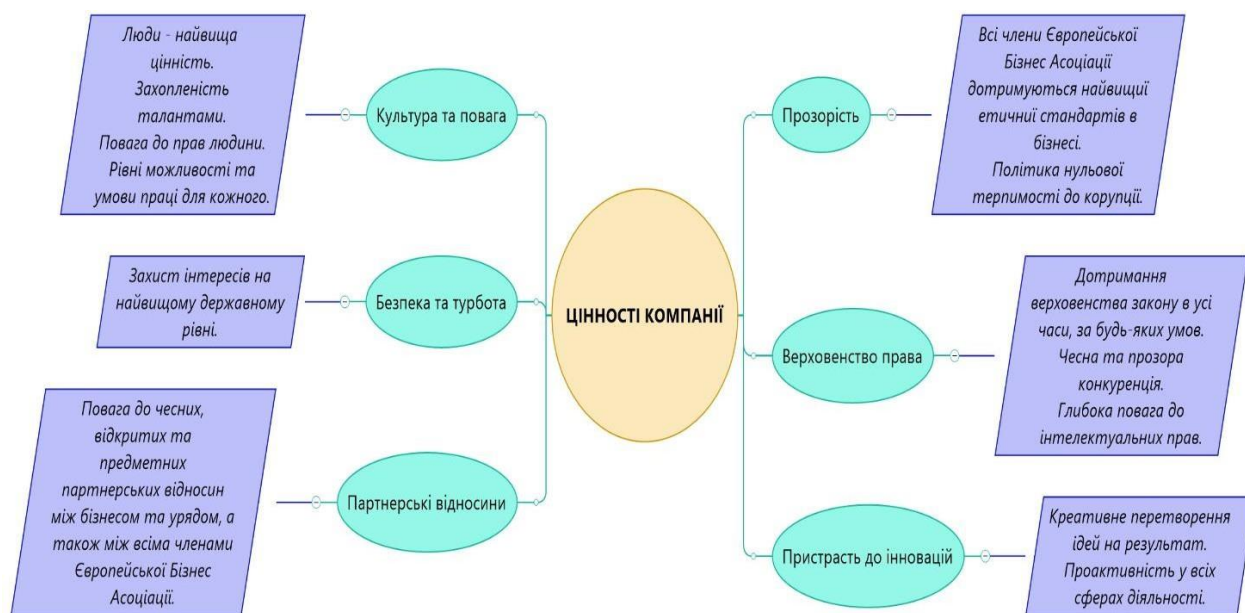 ЦІННОСТІ КОМПАНІЇ
Культура та повага
Люди - найвища
цінність.
Захопленість
талантами.
Повага до прав людини.
Рівні можливості та
умови праці для кожного.
Безпека та турбота
Захист інтересів на
найвищому державному
рівні.
Партнерські відносини
Повага до чесних,
відкритих та
предметних
партнерських відносин
між бізнесом та урядом, а
також між всіма членами
Європейської Бізнес
Асоціації.
Прозорість
Всі члени Європейської
Бізнес Асоціації
дотримуються найвищиї
етичниї стандартів в
бізнесі.
Політика нульової
терпимості до корупції.
Верховенство права
Дотримання
верховенства закону в усі
часи, за будь-яких умов.
Чесна та прозора
конкуренція.
Глибока повага до
інтелектуальних прав.
Пристрасть до інновацій
Креативне перетворення
ідей на результат.
Проактивність у всіх
сферах діяльності.